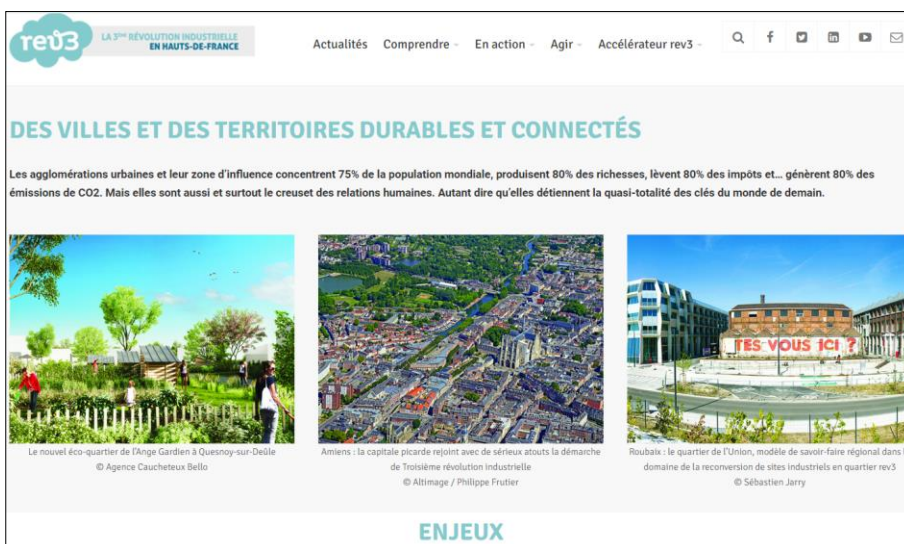 rev3
LA 3ÈME RÉVOLUTION INDUSTRIELLE
EN HAUTS-DE-FRANCE
Actualités Comprendre En action Agir Accélérateur rev3
DES VILLES ET DES TERRITOIRES DURABLES ET CONNECTÉS
Les agglomérations urbaines et leur zone d'influence concentrent 75% de la population mondiale, produisent 80% des richesses, lèvent 80% des impôts et... génèrent 80% des
émissions de CO2. Mais elles sont aussi et surtout le creuset des relations humaines. Autant dire qu'elles détiennent la quasi-totalité des clés du monde de demain.
TES VOUS ICI ?
Le nouvel éco-quartier de l'Ange Gardien à Quesnoy-sur-Deûle
© Agence Caucheteux Bello
Amiens : la capitale picarde rejoint avec de sérieux atouts la démarche
de Troisième révolution industrielle
© Altimage / Philippe Frutier
Roubaix : le quartier de l'Union, modèle de savoir-faire régional dans l
domaine de la reconversion de sites industriels en quartier rev3
© Sébastien Jarry
ENJEUX